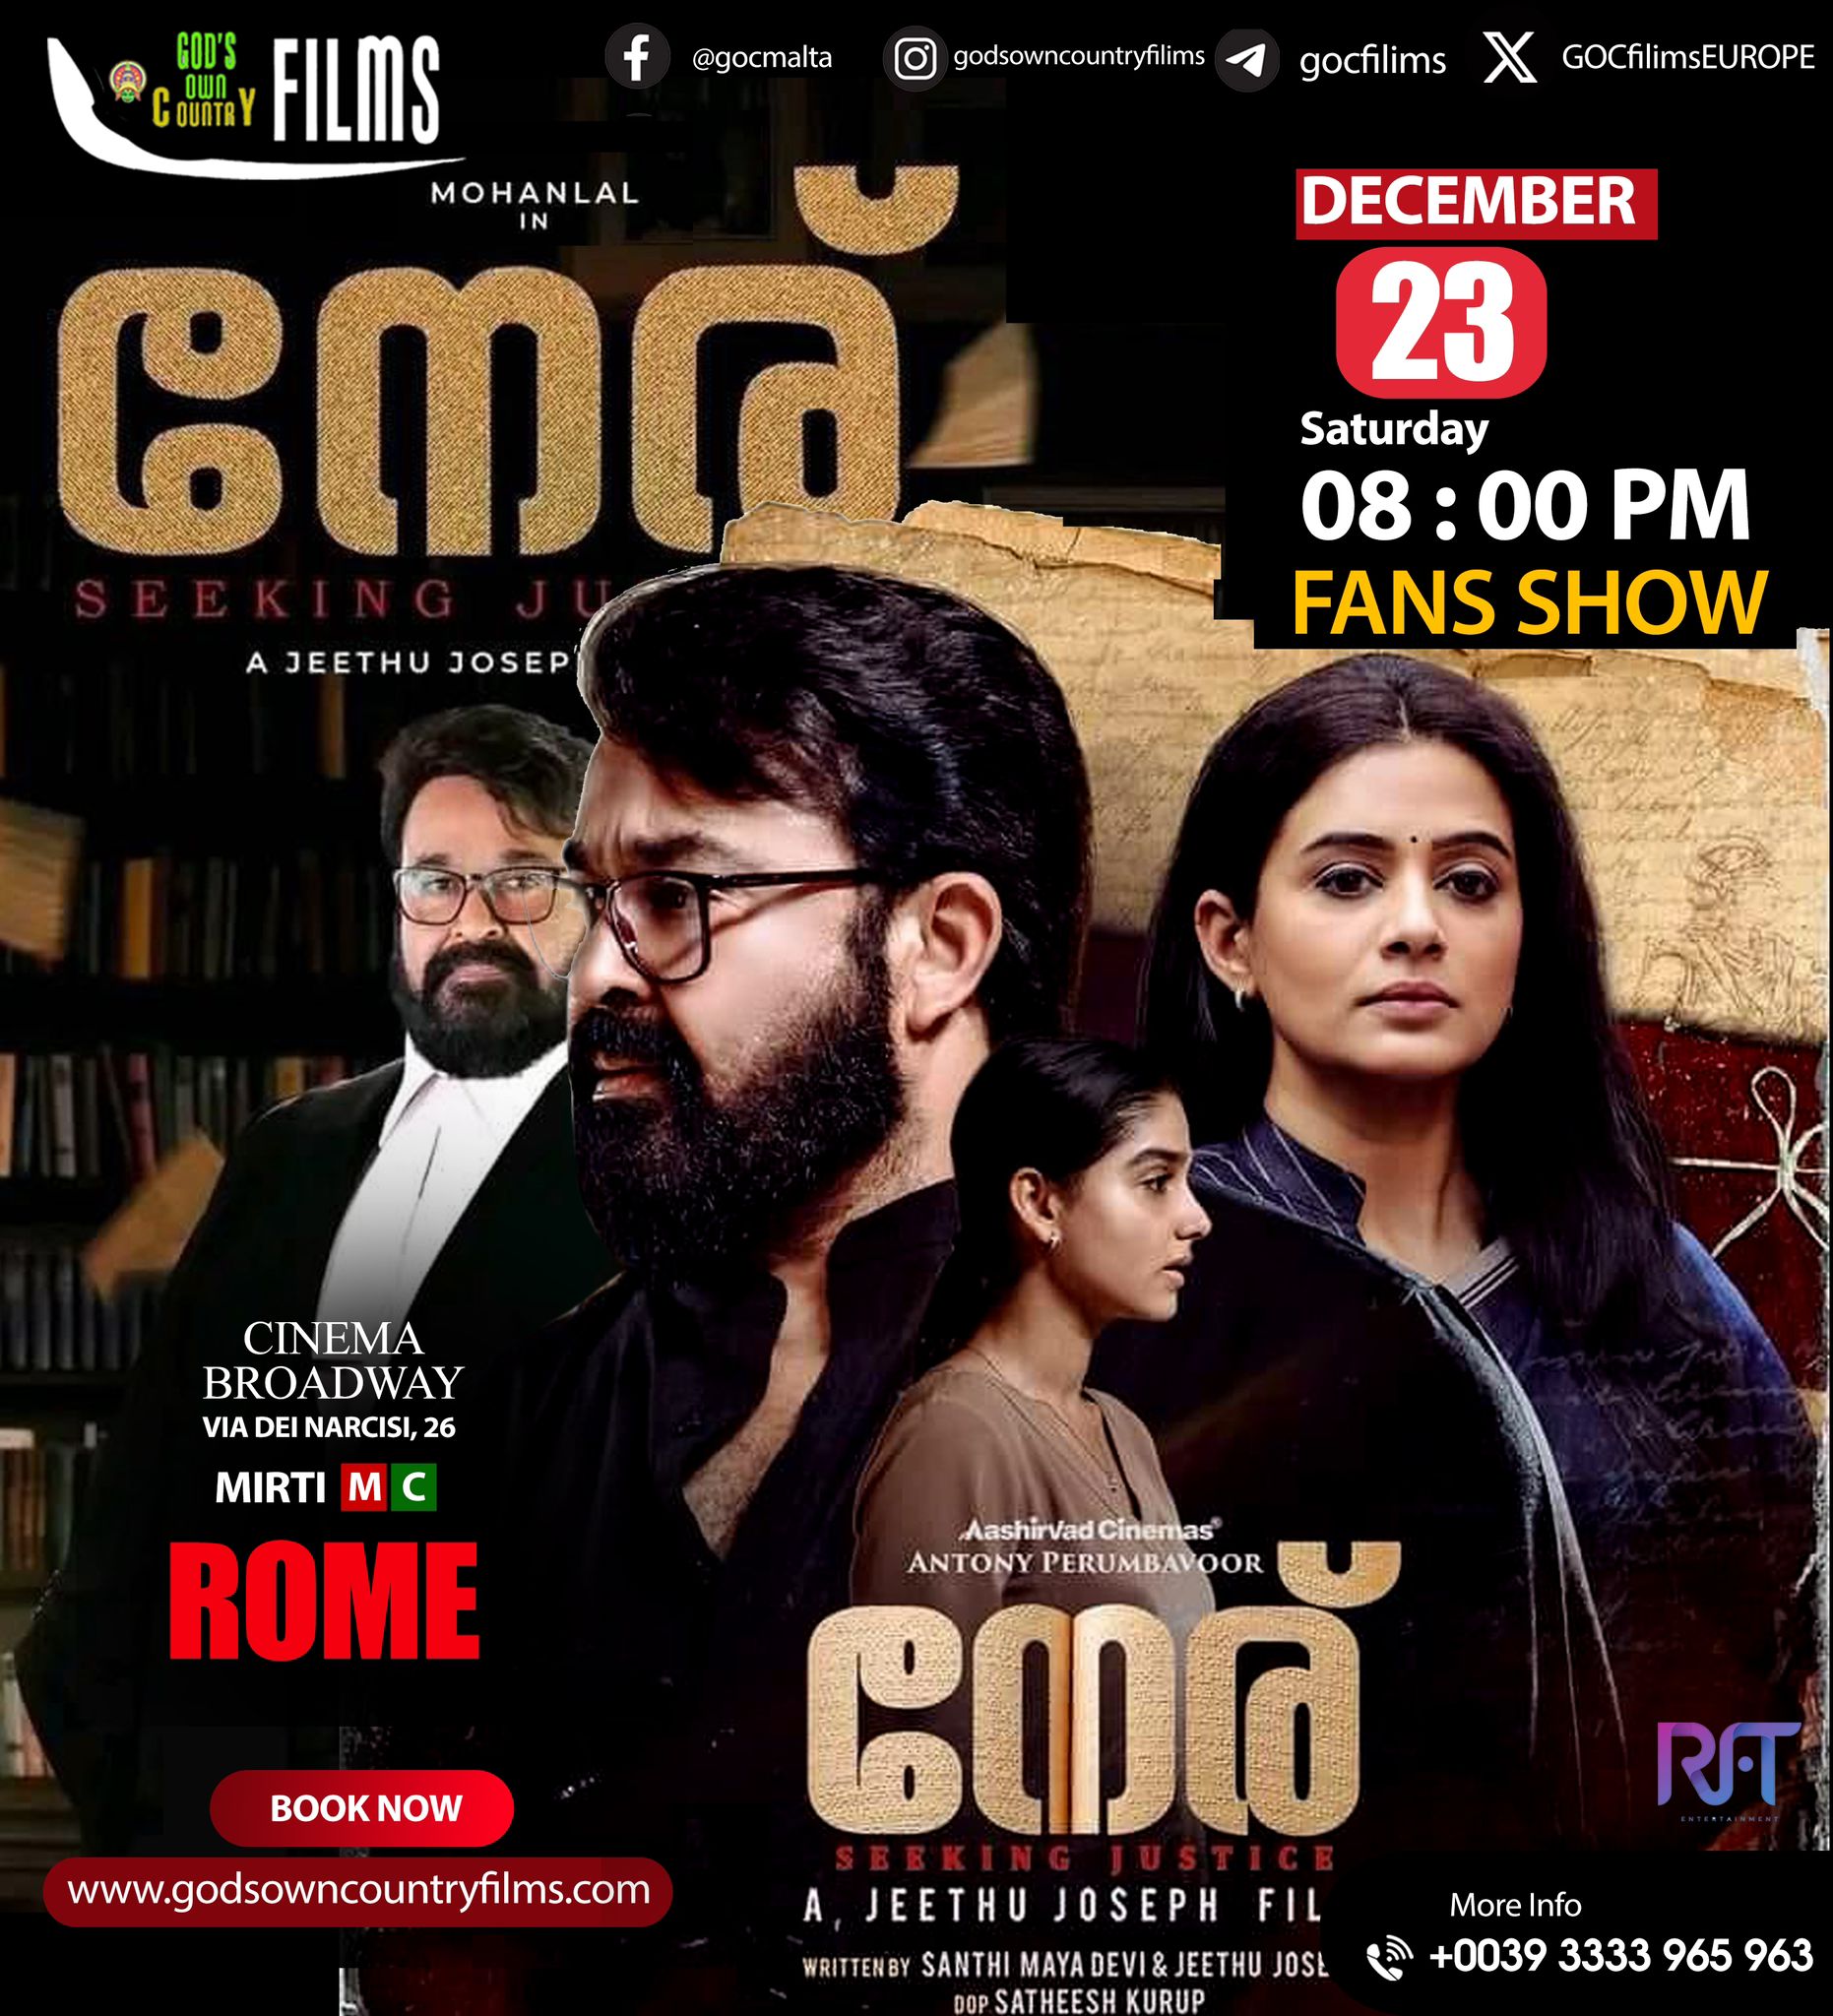 GOD'S
OWN
COUNTRY
FILMS
@gocmalta
godsowncountryfilims
gocfilims
GOCfilimsEUROPE
MOHANLAL
IN
നേര്
SEEKING JU
A JEETHU JOSEP
DECEMBER
23
Saturday
08 : 00 PM
FANS SHOW
CINEMA
BROADWAY
VIA DEI NARCISI, 26
MIRTI M C
ROME
BOOK NOW
www.godsowncountryfilms.com
Aashirvad Cinemas®
ANTONY PERUMBAVOOR
നേര്
SEEKING JUSTICE
A JEETHU JOSEPH FIL
WRITTEN BY SANTHI MAYADEVI & JEETHU JOSE
DOP SATHEESH KURUP
RFT
ENTERTAINMENT
More Info
+0039 3333 965 963